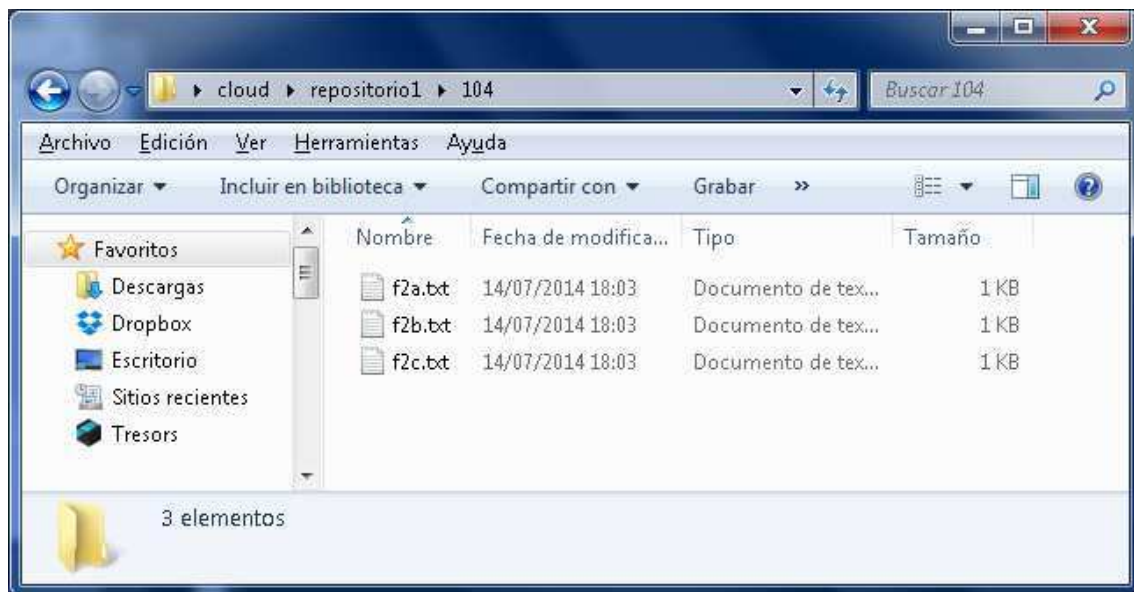 cloud ▸ repositorio1 ▸ 104
Buscar 104
Archivo Edición Ver Herramientas Ayuda
Organizar Incluir en biblioteca Compartir con Grabar »
Favoritos
Descargas
Dropbox
Escritorio
Sitios recientes
Tresors
Nombre Fecha de modifica... Tipo Tamaño
f2a.txt 14/07/2014 18:03 Documento de tex... 1 KB
f2b.txt 14/07/2014 18:03 Documento de tex... 1 KB
f2c.txt 14/07/2014 18:03 Documento de tex... 1 KB
3 elementos